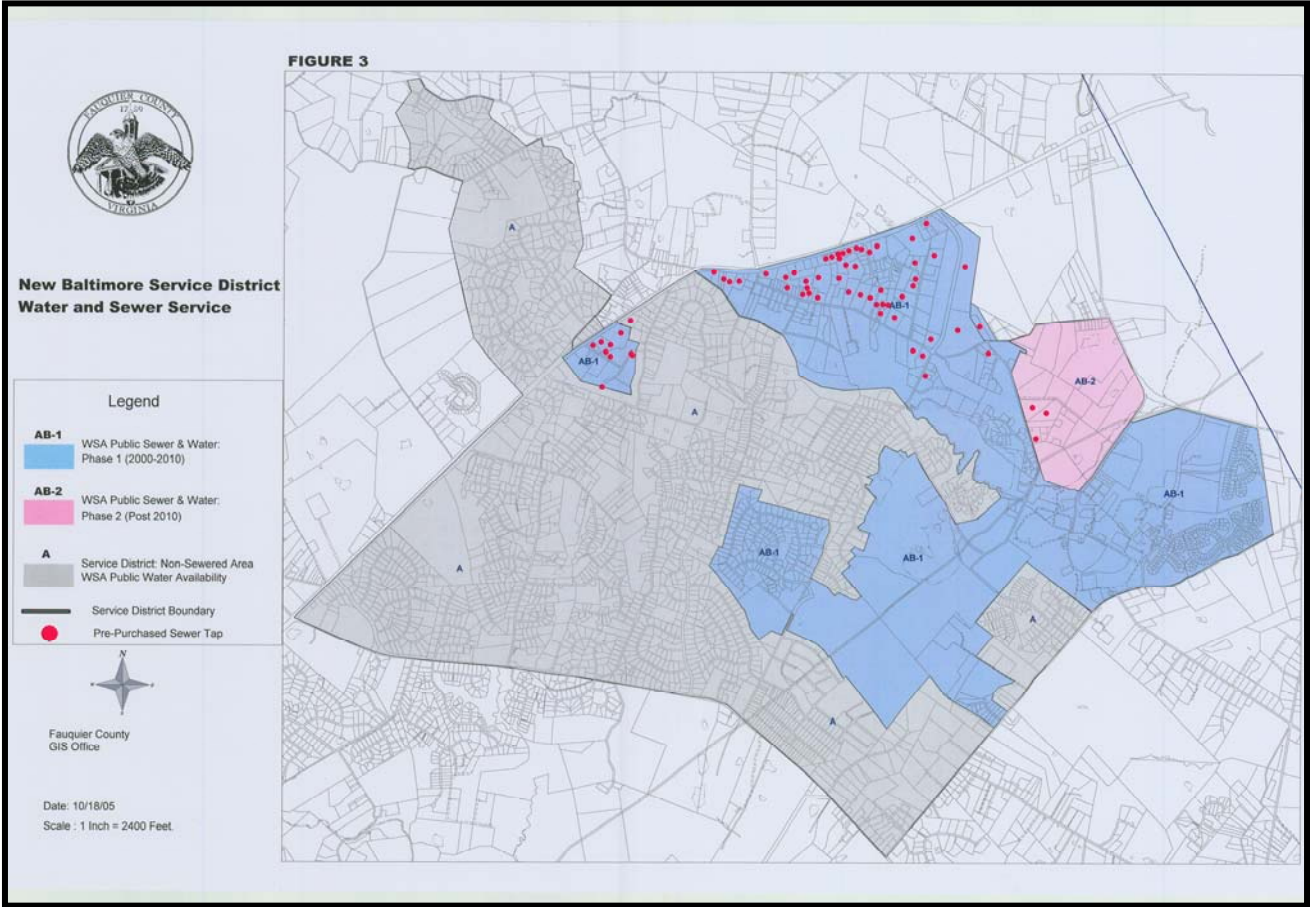 FIGURE 3
FAUQUIER COUNTY
1759
VIRGINIA
New Baltimore Service District
Water and Sewer Service
Legend
AB-1
WSA Public Sewer & Water:
Phase 1 (2000-2010)
AB-2
WSA Public Sewer & Water:
Phase 2 (Post 2010)
A
Service District: Non-Sewered Area
WSA Public Water Availability
Service District Boundary
Pre-Purchased Sewer Tap
N
Fauquier County
GIS Office
Date: 10/18/05
Scale : 1 Inch = 2400 Feet.
A
AB-1
AB-1
AB-2
A
AB-1
AB-1
AB-1
A
A
A